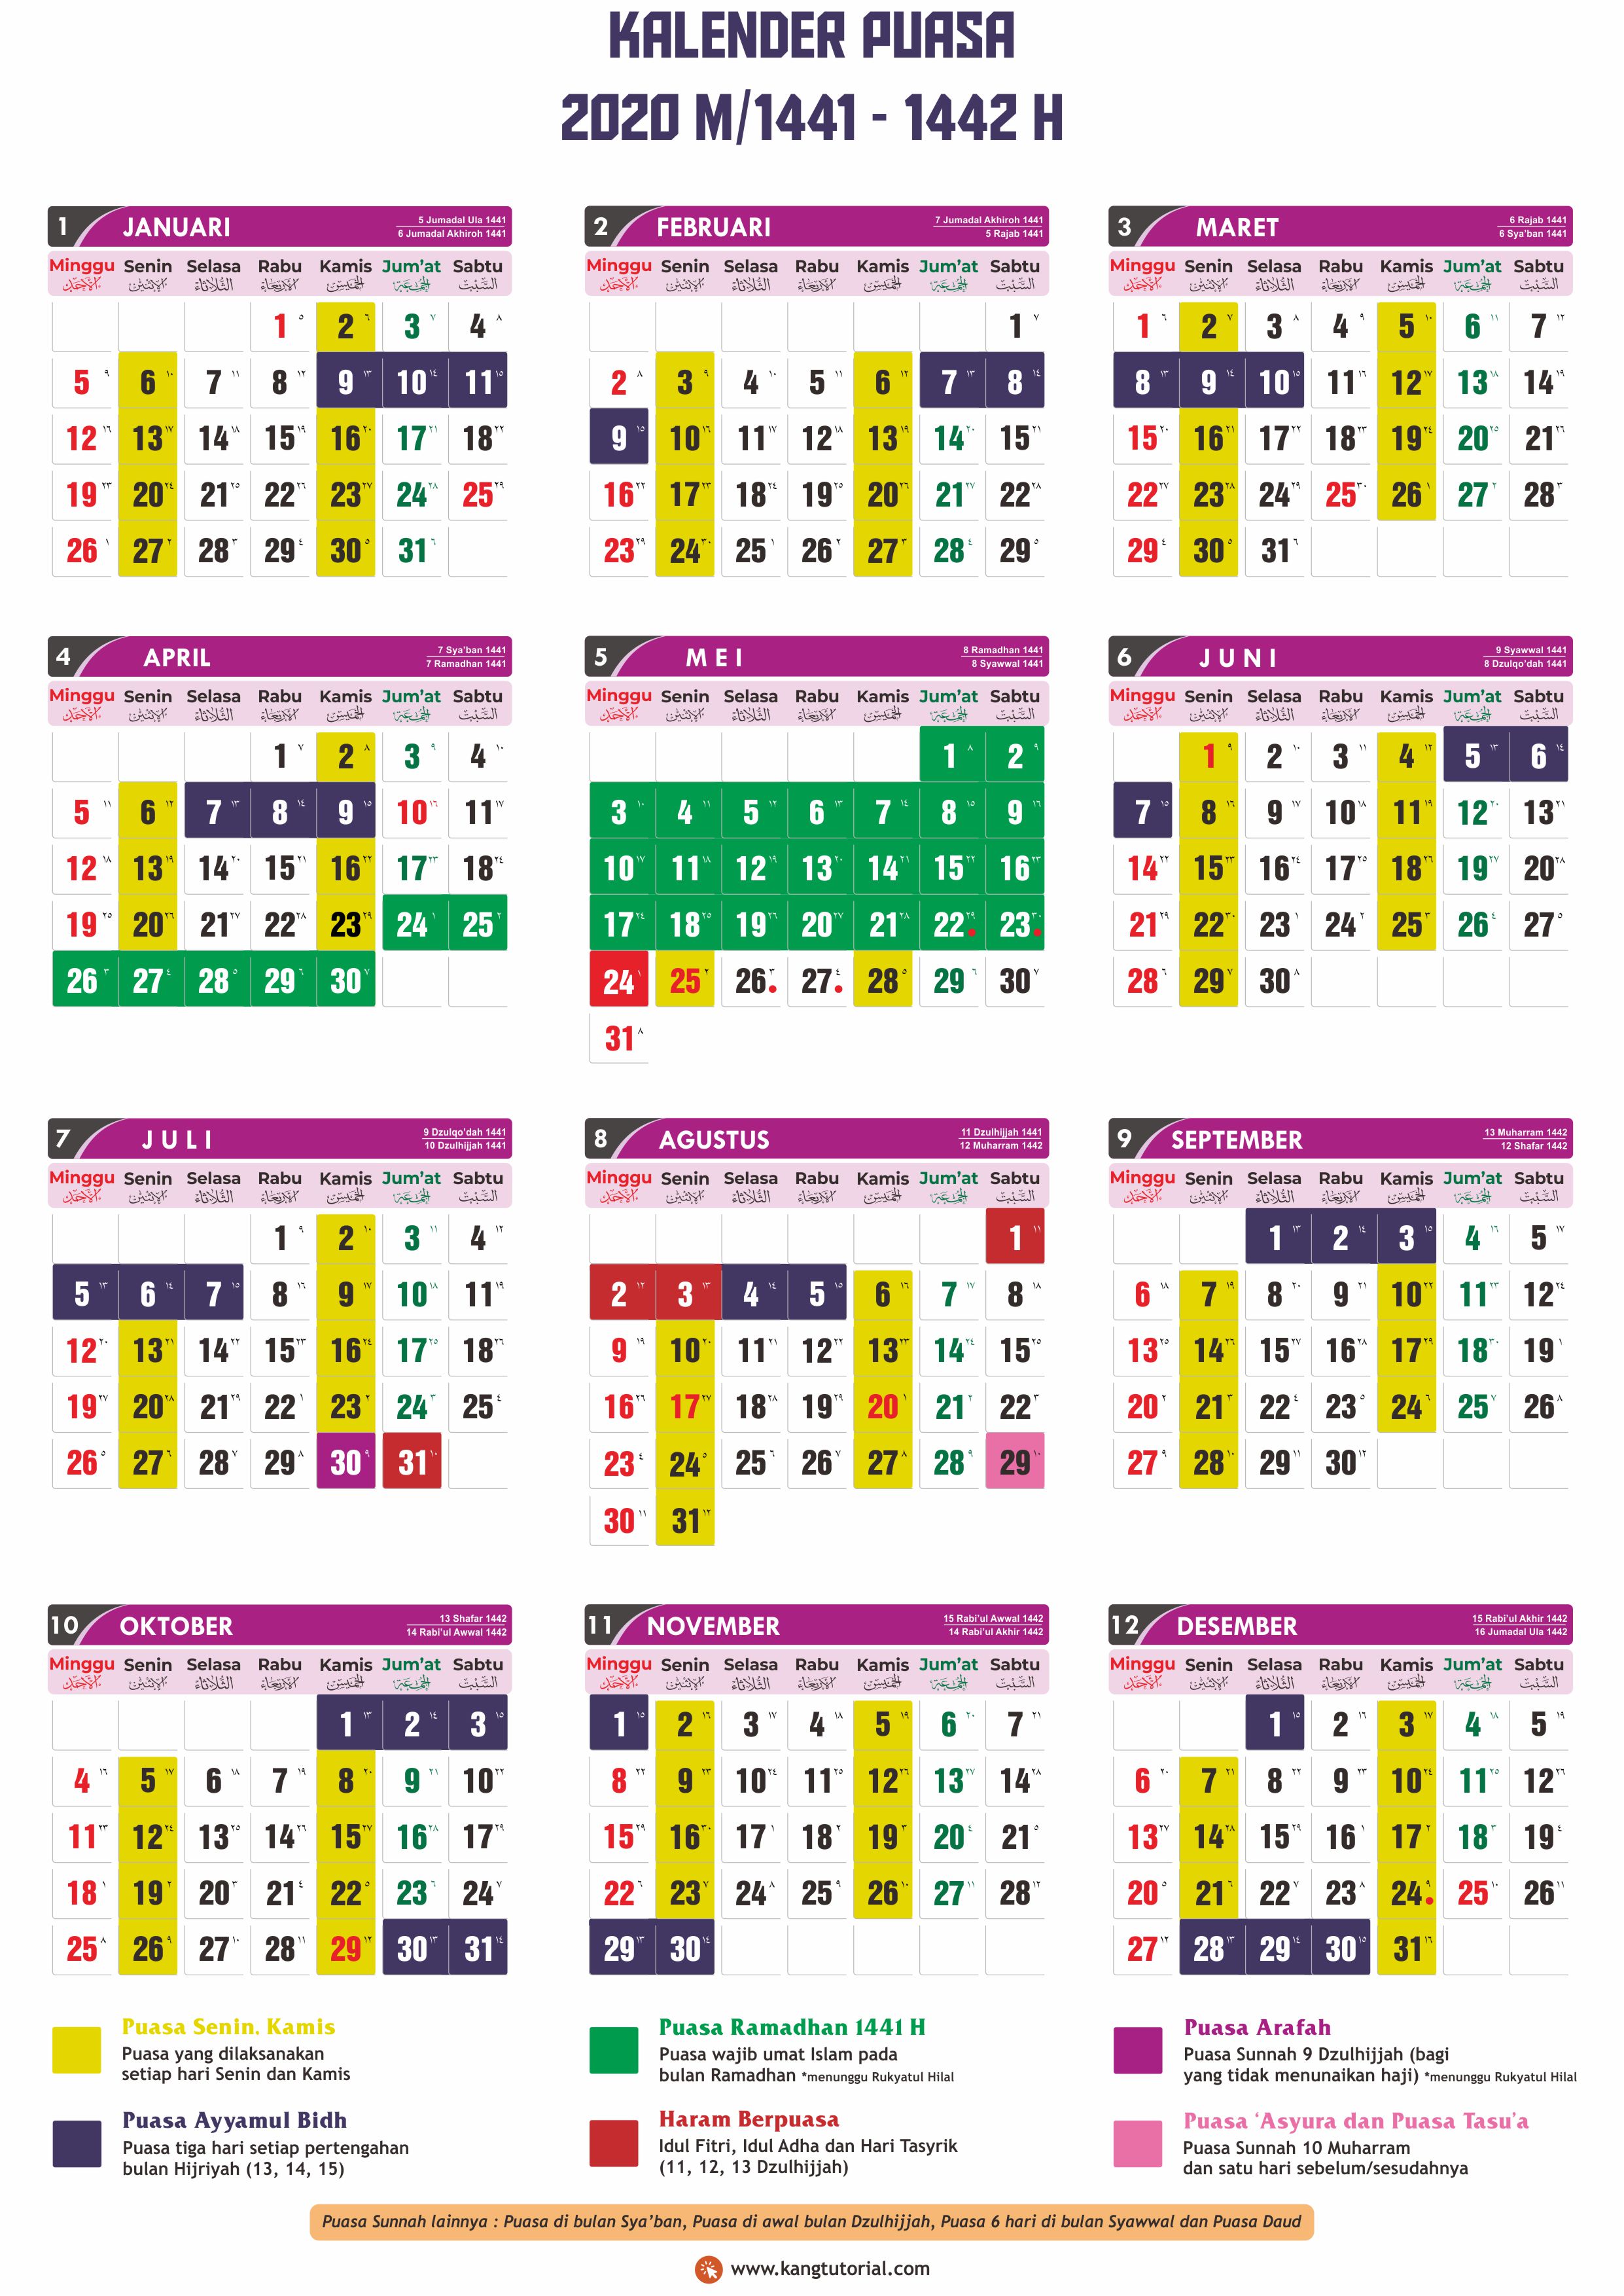 KALENDER PUASA
2020 M/1441 - 1442 H
1 JANUARI 5 Jumadal Ula 1441
6 Jumadal Akhiroh 1441
Minggu Senin Selasa Rabu Kamis Jum'at Sabtu
الأحد الإثنين الثلاثاء الأربعاء الخميس الجمعة السبت
1 ٥ 2 ٦ 3 ٧ 4 ٨
5 ٩ 6 ١٠ 7 ١١ 8 ١٢ 9 ١٣ 10 ١٤ 11 ١٥
12 ١٦ 13 ١٧ 14 ١٨ 15 ١٩ 16 ٢٠ 17 ٢١ 18 ٢٢
19 ٢٣ 20 ٢٤ 21 ٢٥ 22 ٢٦ 23 ٢٧ 24 ٢٨ 25 ٢٩
26 ١ 27 ٢ 28 ٣ 29 ٤ 30 ٥ 31 ٦
2 FEBRUARI 7 Jumadal Akhiroh 1441
5 Rajab 1441
Minggu Senin Selasa Rabu Kamis Jum'at Sabtu
الأحد الإثنين الثلاثاء الأربعاء الخميس الجمعة السبت
1 ٧
2 ٨ 3 ٩ 4 ١٠ 5 ١١ 6 ١٢ 7 ١٣ 8 ١٤
9 ١٥ 10 ١٦ 11 ١٧ 12 ١٨ 13 ١٩ 14 ٢٠ 15 ٢١
16 ٢٢ 17 ٢٣ 18 ٢٤ 19 ٢٥ 20 ٢٦ 21 ٢٧ 22 ٢٨
23 ٢٩ 24 ٣٠ 25 ١ 26 ٢ 27 ٣ 28 ٤ 29 ٥
3 MARET 6 Rajab 1441
6 Sya'ban 1441
Minggu Senin Selasa Rabu Kamis Jum'at Sabtu
الأحد الإثنين الثلاثاء الأربعاء الخميس الجمعة السبت
1 ٦ 2 ٧ 3 ٨ 4 ٩ 5 ١٠ 6 ١١ 7 ١٢
8 ١٣ 9 ١٤ 10 ١٥ 11 ١٦ 12 ١٧ 13 ١٨ 14 ١٩
15 ٢٠ 16 ٢١ 17 ٢٢ 18 ٢٣ 19 ٢٤ 20 ٢٥ 21 ٢٦
22 ٢٧ 23 ٢٨ 24 ٢٩ 25 ٣٠ 26 ١ 27 ٢ 28 ٣
29 ٤ 30 ٥ 31 ٦
4 APRIL 7 Sya'ban 1441
7 Ramadhan 1441
Minggu Senin Selasa Rabu Kamis Jum'at Sabtu
الأحد الإثنين الثلاثاء الأربعاء الخميس الجمعة السبت
1 ٧ 2 ٨ 3 ٩ 4 ١٠
5 ١١ 6 ١٢ 7 ١٣ 8 ١٤ 9 ١٥ 10 ١٦ 11 ١٧
12 ١٨ 13 ١٩ 14 ٢٠ 15 ٢١ 16 ٢٢ 17 ٢٣ 18 ٢٤
19 ٢٥ 20 ٢٦ 21 ٢٧ 22 ٢٨ 23 ٢٩ 24 ١ 25 ٢
26 ٣ 27 ٤ 28 ٥ 29 ٦ 30 ٧
5 MEI 8 Ramadhan 1441
8 Syawwal 1441
Minggu Senin Selasa Rabu Kamis Jum'at Sabtu
الأحد الإثنين الثلاثاء الأربعاء الخميس الجمعة السبت
1 ٨ 2 ٩
3 ١٠ 4 ١١ 5 ١٢ 6 ١٣ 7 ١٤ 8 ١٥ 9 ١٦
10 ١٧ 11 ١٨ 12 ١٩ 13 ٢٠ 14 ٢١ 15 ٢٢ 16 ٢٣
17 ٢٤ 18 ٢٥ 19 ٢٦ 20 ٢٧ 21 ٢٨ 22 ٢٩ 23 ٣٠
24 ١ 25 ٢ 26 ٣ 27 ٤ 28 ٥ 29 ٦ 30 ٧
31 ٨
6 JUNI 9 Syawwal 1441
8 Dzulqo'dah 1441
Minggu Senin Selasa Rabu Kamis Jum'at Sabtu
الأحد الإثنين الثلاثاء الأربعاء الخميس الجمعة السبت
1 ٩ 2 ١٠ 3 ١١ 4 ١٢ 5 ١٣ 6 ١٤
7 ١٥ 8 ١٦ 9 ١٧ 10 ١٨ 11 ١٩ 12 ٢٠ 13 ٢١
14 ٢٢ 15 ٢٣ 16 ٢٤ 17 ٢٥ 18 ٢٦ 19 ٢٧ 20 ٢٨
21 ٢٩ 22 ٣٠ 23 ١ 24 ٢ 25 ٣ 26 ٤ 27 ٥
28 ٦ 29 ٧ 30 ٨
7 JULI 9 Dzulqo'dah 1441
10 Dzulhijjah 1441
Minggu Senin Selasa Rabu Kamis Jum'at Sabtu
الأحد الإثنين الثلاثاء الأربعاء الخميس الجمعة السبت
1 ٩ 2 ١٠ 3 ١١ 4 ١٢
5 ١٣ 6 ١٤ 7 ١٥ 8 ١٦ 9 ١٧ 10 ١٨ 11 ١٩
12 ٢٠ 13 ٢١ 14 ٢٢ 15 ٢٣ 16 ٢٤ 17 ٢٥ 18 ٢٦
19 ٢٧ 20 ٢٨ 21 ٢٩ 22 ١ 23 ٢ 24 ٣ 25 ٤
26 ٥ 27 ٦ 28 ٧ 29 ٨ 30 ٩ 31 ١٠
8 AGUSTUS 11 Dzulhijjah 1441
12 Muharram 1442
Minggu Senin Selasa Rabu Kamis Jum'at Sabtu
الأحد الإثنين الثلاثاء الأربعاء الخميس الجمعة السبت
1 ١١
2 ١٢ 3 ١٣ 4 ١٤ 5 ١٥ 6 ١٦ 7 ١٧ 8 ١٨
9 ١٩ 10 ٢٠ 11 ٢١ 12 ٢٢ 13 ٢٣ 14 ٢٤ 15 ٢٥
16 ٢٦ 17 ٢٧ 18 ٢٨ 19 ٢٩ 20 ١ 21 ٢ 22 ٣
23 ٤ 24 ٥ 25 ٦ 26 ٧ 27 ٨ 28 ٩ 29 ١٠
30 ١١ 31 ١٢
9 SEPTEMBER 13 Muharram 1442
12 Shafar 1442
Minggu Senin Selasa Rabu Kamis Jum'at Sabtu
الأحد الإثنين الثلاثاء الأربعاء الخميس الجمعة السبت
1 ١٣ 2 ١٤ 3 ١٥ 4 ١٦ 5 ١٧
6 ١٨ 7 ١٩ 8 ٢٠ 9 ٢١ 10 ٢٢ 11 ٢٣ 12 ٢٤
13 ٢٥ 14 ٢٦ 15 ٢٧ 16 ٢٨ 17 ٢٩ 18 ٣٠ 19 ١
20 ٢ 21 ٣ 22 ٤ 23 ٥ 24 ٦ 25 ٧ 26 ٨
27 ٩ 28 ١٠ 29 ١١ 30 ١٢
10 OKTOBER 13 Shafar 1442
14 Rabi'ul Awwal 1442
Minggu Senin Selasa Rabu Kamis Jum'at Sabtu
الأحد الإثنين الثلاثاء الأربعاء الخميس الجمعة السبت
1 ١٣ 2 ١٤ 3 ١٥
4 ١٦ 5 ١٧ 6 ١٨ 7 ١٩ 8 ٢٠ 9 ٢١ 10 ٢٢
11 ٢٣ 12 ٢٤ 13 ٢٥ 14 ٢٦ 15 ٢٧ 16 ٢٨ 17 ٢٩
18 ١ 19 ٢ 20 ٣ 21 ٤ 22 ٥ 23 ٦ 24 ٧
25 ٨ 26 ٩ 27 ١٠ 28 ١١ 29 ١٢ 30 ١٣ 31 ١٤
11 NOVEMBER 15 Rabi'ul Awwal 1442
14 Rabi'ul Akhir 1442
Minggu Senin Selasa Rabu Kamis Jum'at Sabtu
الأحد الإثنين الثلاثاء الأربعاء الخميس الجمعة السبت
1 ١٥ 2 ١٦ 3 ١٧ 4 ١٨ 5 ١٩ 6 ٢٠ 7 ٢١
8 ٢٢ 9 ٢٣ 10 ٢٤ 11 ٢٥ 12 ٢٦ 13 ٢٧ 14 ٢٨
15 ٢٩ 16 ٣٠ 17 ١ 18 ٢ 19 ٣ 20 ٤ 21 ٥
22 ٦ 23 ٧ 24 ٨ 25 ٩ 26 ١٠ 27 ١١ 28 ١٢
29 ١٣ 30 ١٤
12 DESEMBER 15 Rabi'ul Akhir 1442
16 Jumadal Ula 1442
Minggu Senin Selasa Rabu Kamis Jum'at Sabtu
الأحد الإثنين الثلاثاء الأربعاء الخميس الجمعة السبت
1 ١٥ 2 ١٦ 3 ١٧ 4 ١٨ 5 ١٩
6 ٢٠ 7 ٢١ 8 ٢٢ 9 ٢٣ 10 ٢٤ 11 ٢٥ 12 ٢٦
13 ٢٧ 14 ٢٨ 15 ٢٩ 16 ١ 17 ٢ 18 ٣ 19 ٤
20 ٥ 21 ٦ 22 ٧ 23 ٨ 24 ٩ 25 ١٠ 26 ١١
27 ١٢ 28 ١٣ 29 ١٤ 30 ١٥ 31 ١٦
Puasa Senin. Kamis
Puasa yang dilaksanakan
setiap hari Senin dan Kamis
Puasa Ramadhan 1441 H
Puasa wajib umat Islam pada
bulan Ramadhan *menunggu Rukyatul Hilal
Puasa Arafah
Puasa Sunnah 9 Dzulhijjah (bagi
yang tidak menunaikan haji) *menunggu Rukyatul Hilal
Puasa Ayyamul Bidh
Puasa tiga hari setiap pertengahan
bulan Hijriyah (13, 14, 15)
Haram Berpuasa
Idul Fitri, Idul Adha dan Hari Tasyrik
(11, 12, 13 Dzulhijjah)
Puasa 'Asyura dan Puasa Tasu'a
Puasa Sunnah 10 Muharram
dan satu hari sebelum/sesudahnya
Puasa Sunnah lainnya : Puasa di bulan Sya'ban, Puasa di awal bulan Dzulhijjah, Puasa 6 hari di bulan Syawwal dan Puasa Daud
www.kangtutorial.com